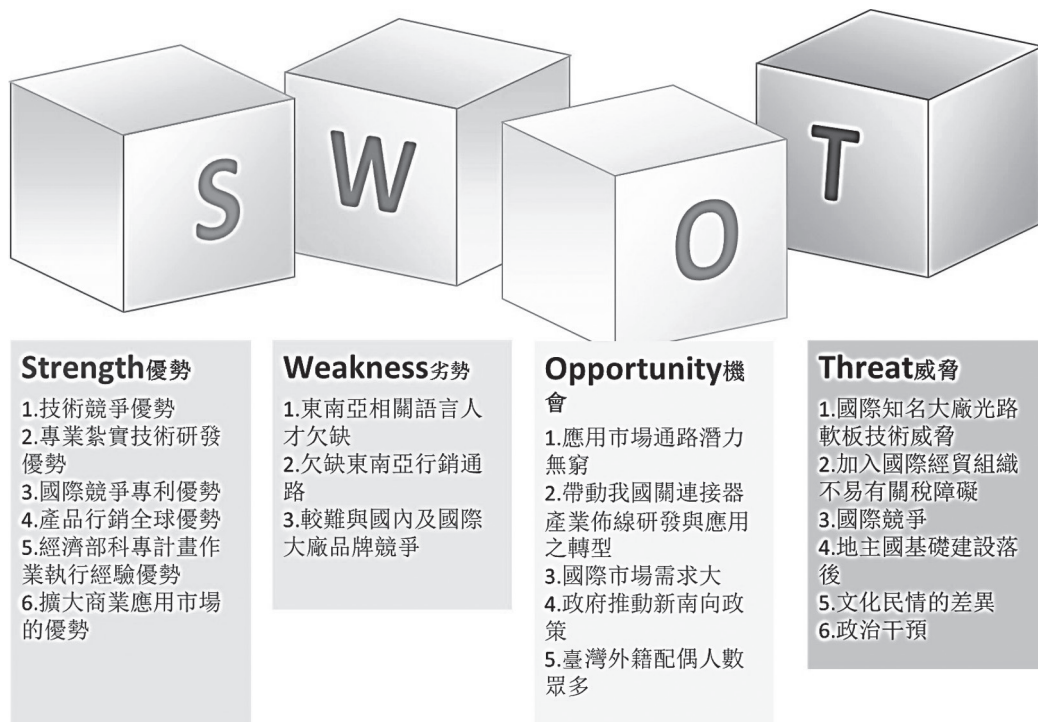 S
W
O
T
Strength優勢
1.技術競爭優勢
2.專業紮實技術研發
優勢
3.國際競爭專利優勢
4.產品行銷全球優勢
5.經濟部科專計畫作
業執行經驗優勢
6.擴大商業應用市場
的優勢
Weakness劣勢
1.東南亞相關語言人
才欠缺
2.欠缺東南亞行銷通
路
3.較難與國內及國際
大廠品牌競爭
Opportunity機
會
1.應用市場通路潛力
無窮
2.帶動我國關連接器
產業佈線研發與應用
之轉型
3.國際市場需求大
4.政府推動新南向政
策
5.臺灣外籍配偶人數
眾多
Threat威脅
1.國際知名大廠光路
軟板技術威脅
2.加入國際經貿組織
不易有關稅障礙
3.國際競爭
4.地主國基礎建設落
後
5.文化民情的差異
6.政治干預